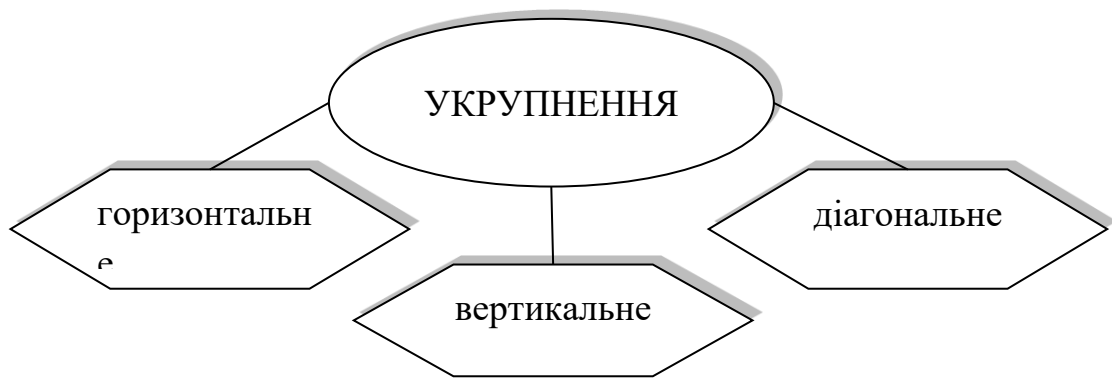 УКРУПНЕННЯ
горизонтальн
е
вертикальне
діагональне